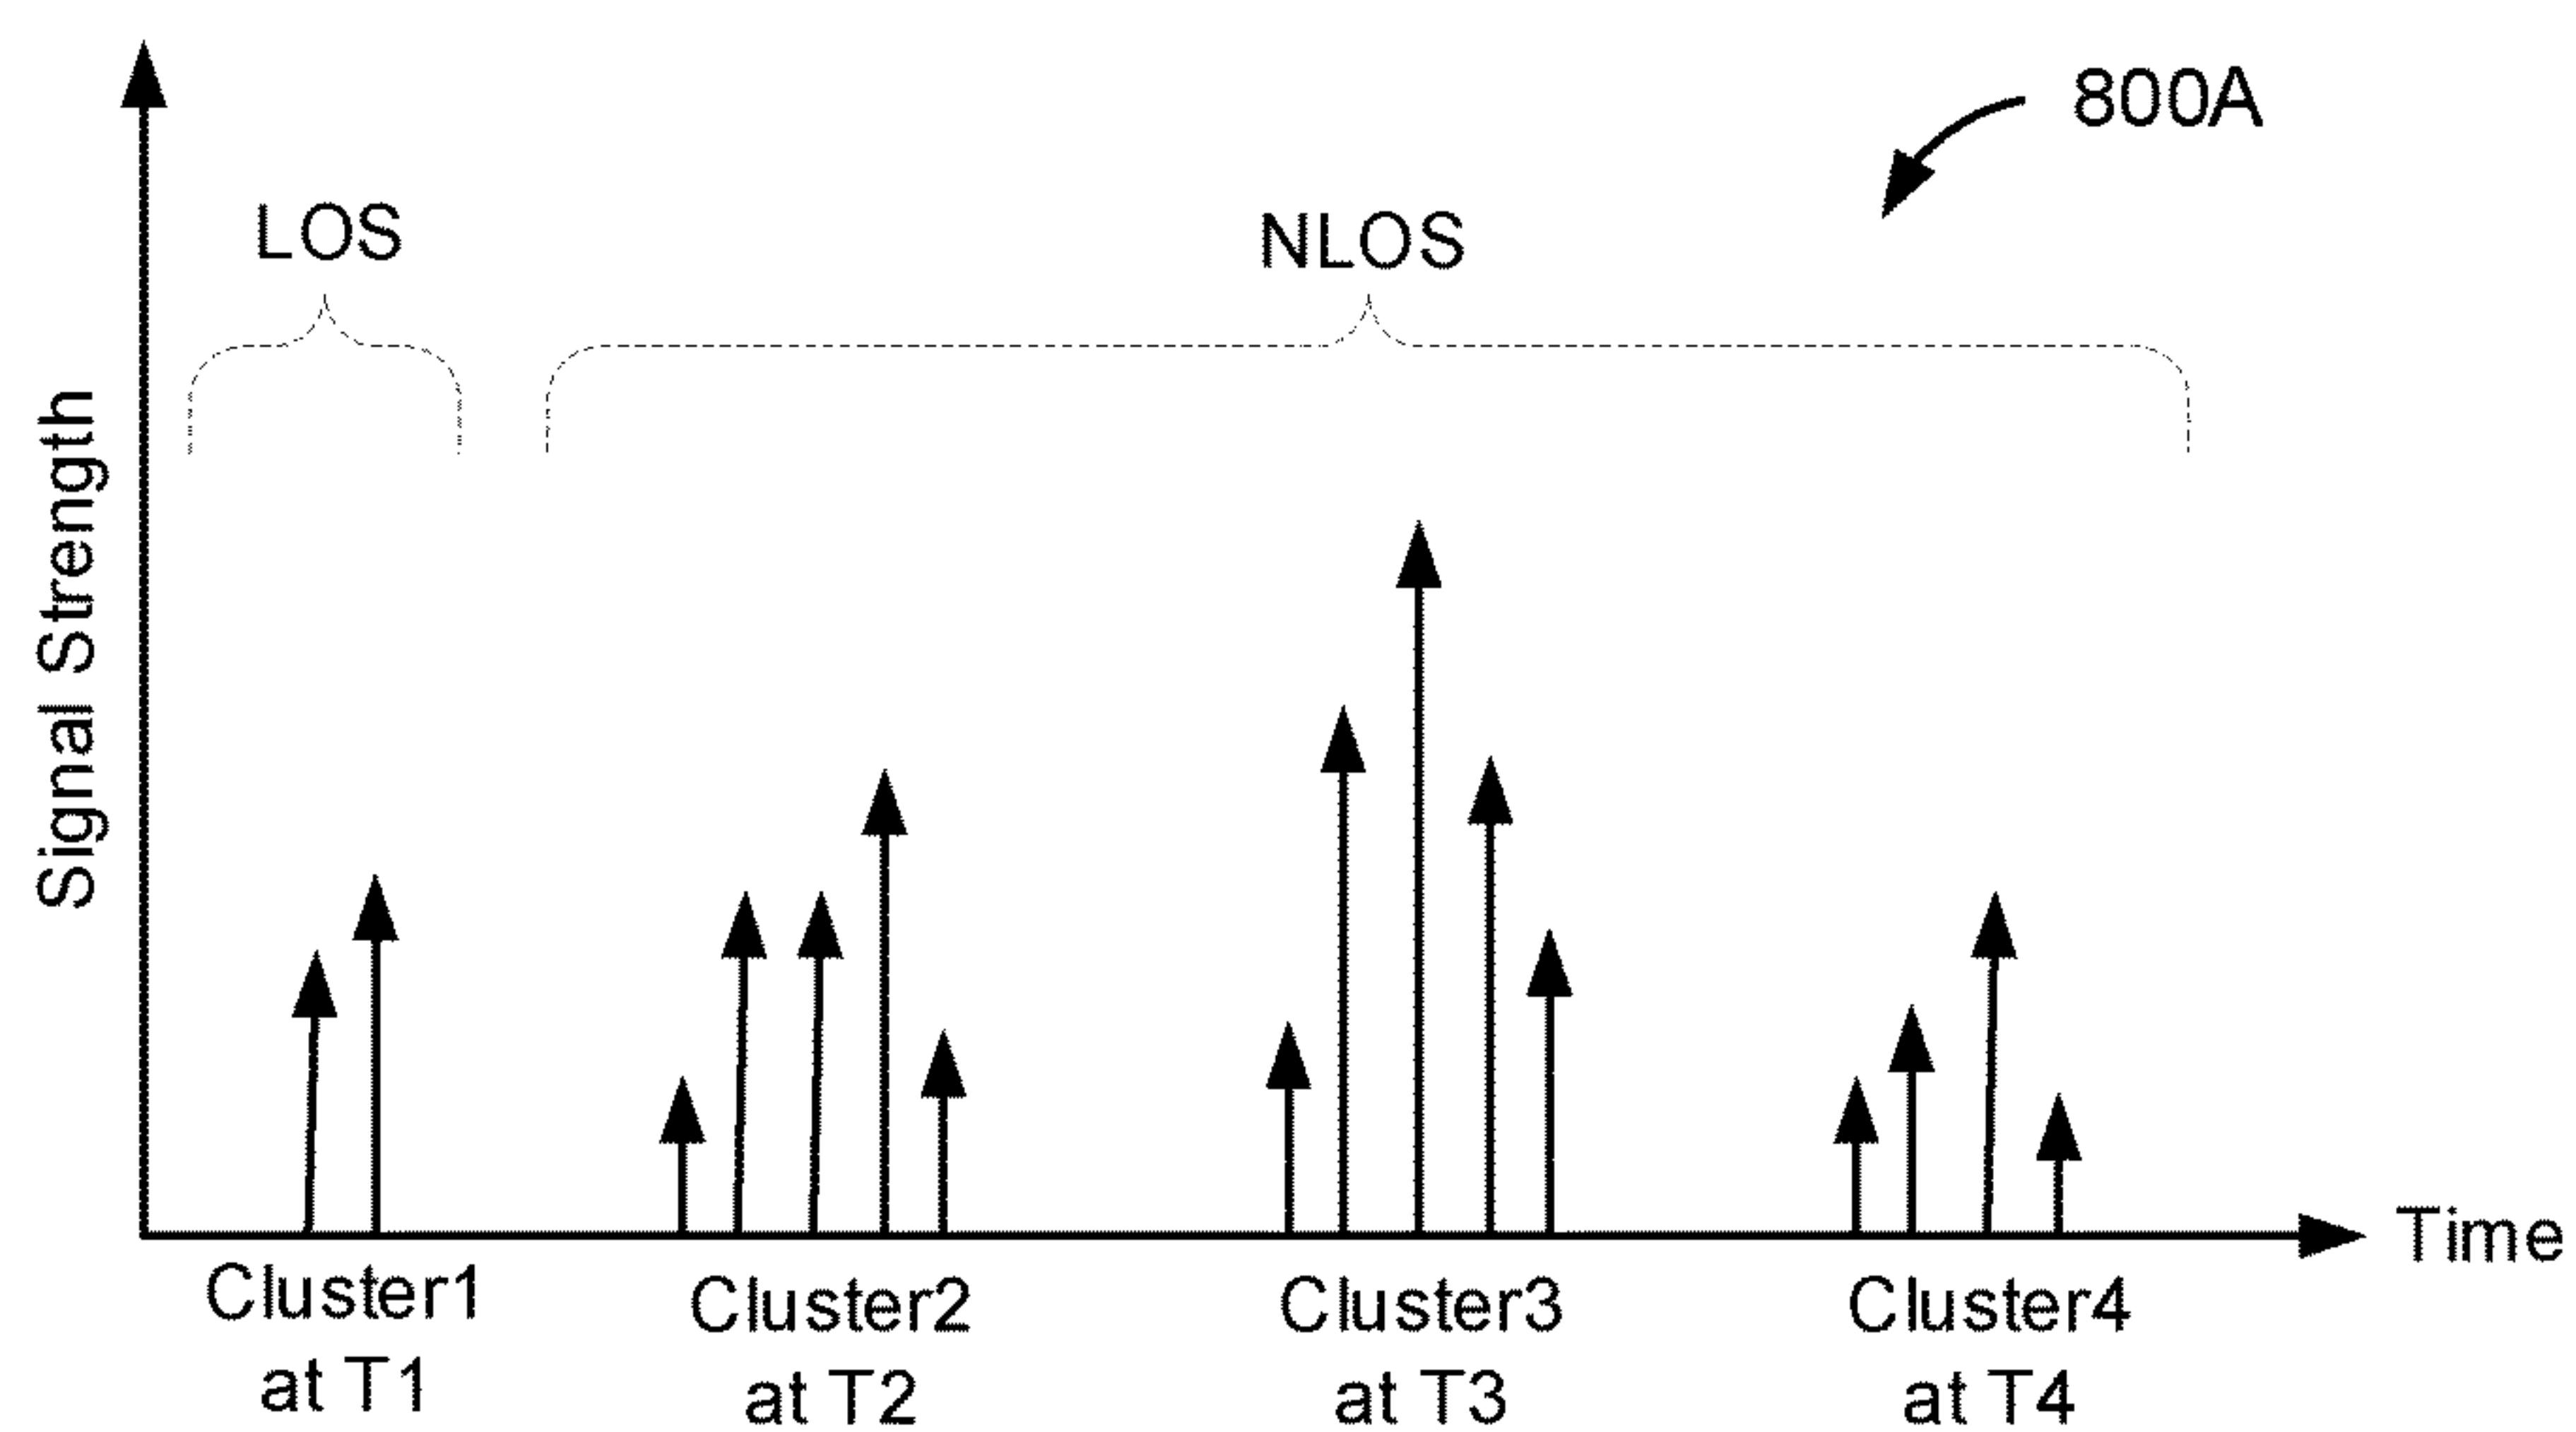 800A
LOS
NLOS
Signal Strength
Time
Cluster1
at T1
Cluster2
at T2
Cluster3
at T3
Cluster4
at T4